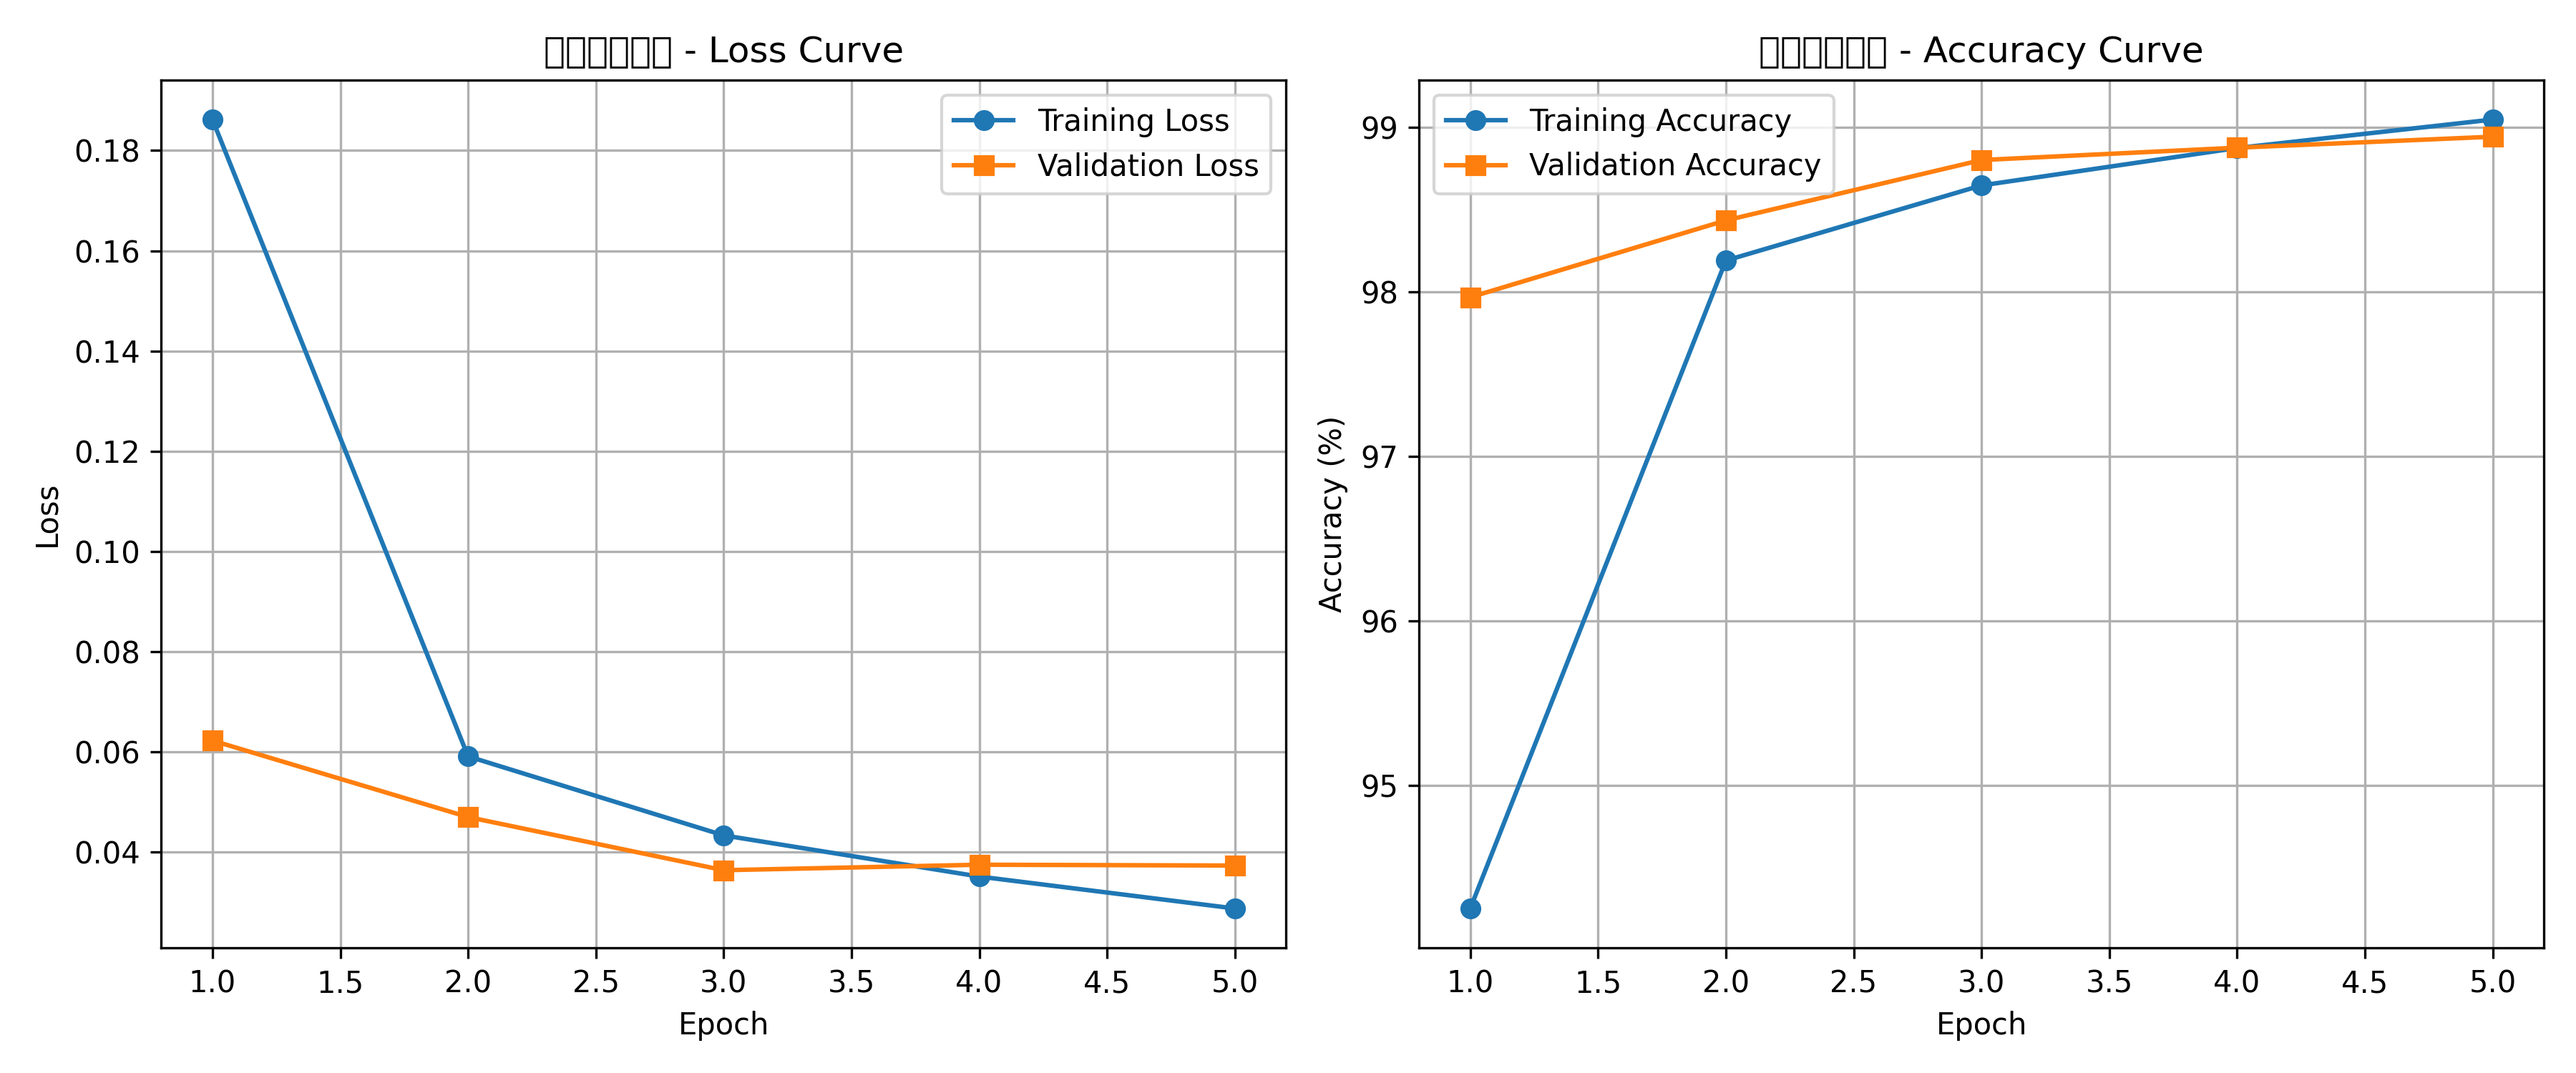 - Loss Curve
Training Loss
Validation Loss
Loss
0.18
0.16
0.14
0.12
0.10
0.08
0.06
0.04
1.0 1.5 2.0 2.5 3.0 3.5 4.0 4.5 5.0
Epoch
- Accuracy Curve
Training Accuracy
Validation Accuracy
Accuracy (%)
99
98
97
96
95
1.0 1.5 2.0 2.5 3.0 3.5 4.0 4.5 5.0
Epoch